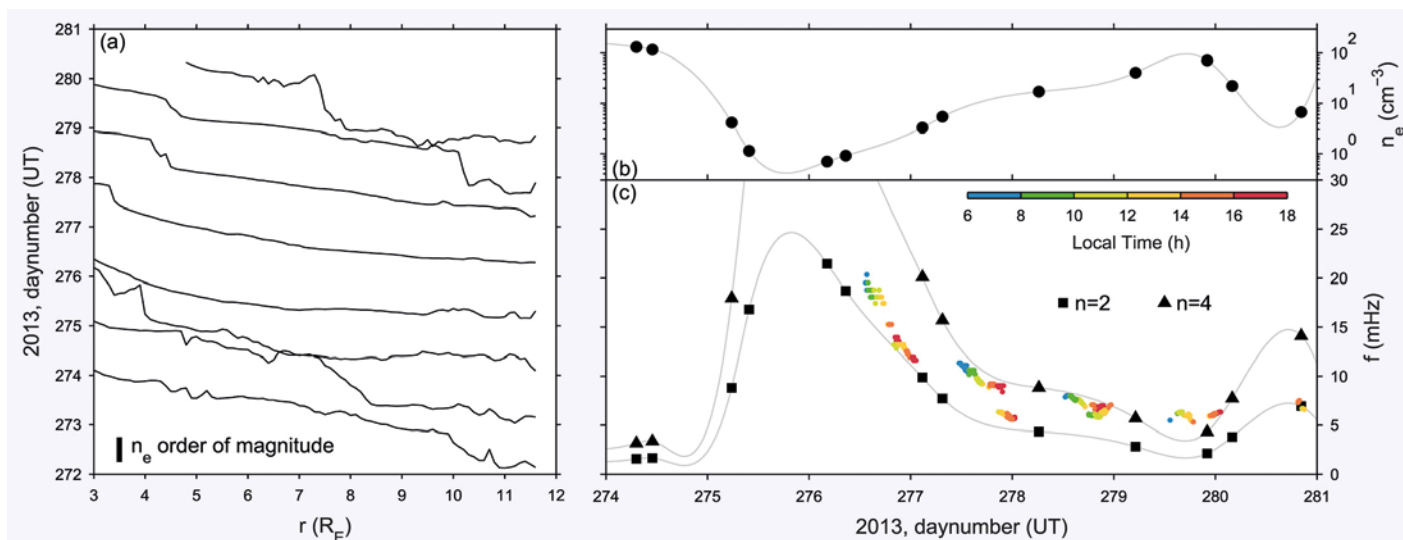 (a)
281
280
279
278
277
276
275
274
273
272
2013, daynumber (UT)
n_e order of magnitude
3 4 5 6 7 8 9 10 11 12
r (R_E)
(b)
10^2
10^1
10^0
n_e (cm^-3)
(c)
6 8 10 12 14 16 18
Local Time (h)
n=2 n=4
30
25
20
15
10
5
0
f (mHz)
274 275 276 277 278 279 280 281
2013, daynumber (UT)